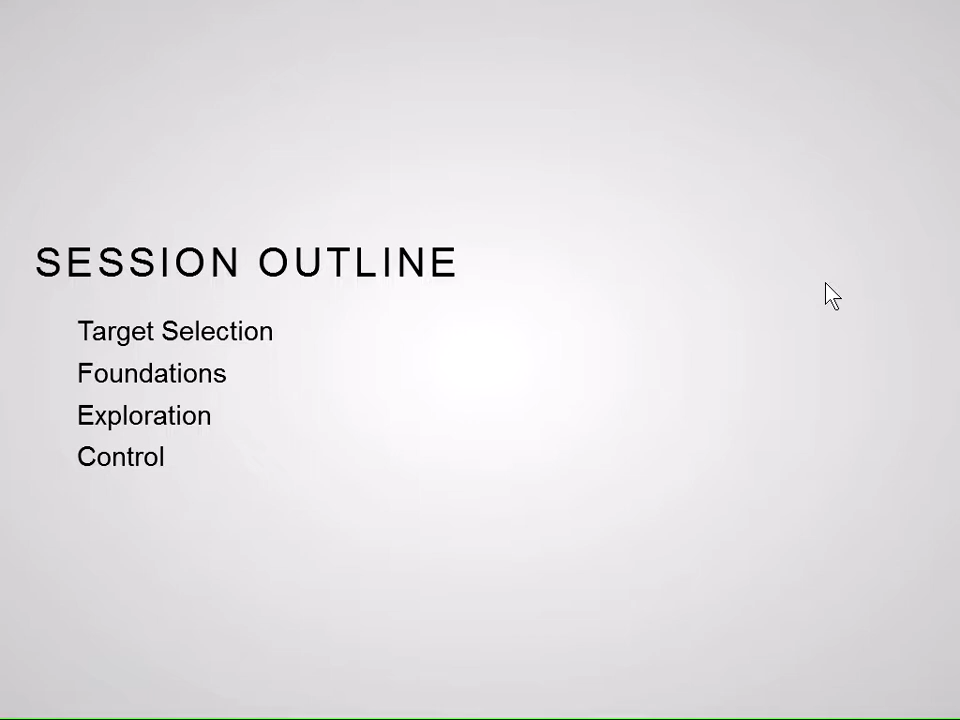 SESSION OUTLINE
Target Selection
Foundations
Exploration
Control